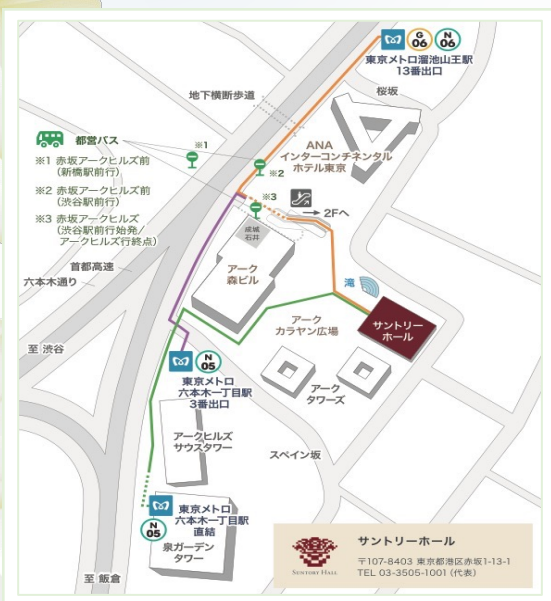 G
06
N
06
東京メトロ溜池山王駅
13番出口
地下横断歩道
桜坂
都営バス
※1
ANA
インターコンチネンタル
ホテル東京
※1 赤坂アークヒルズ前
(新橋駅前行)
※2
※2 赤坂アークヒルズ前
(渋谷駅前行)
※3
→ 2Fへ
※3 赤坂アークヒルズ
(渋谷駅前行始発/
アークヒルズ行終点)
成城
石井
首都高速
六本木通り
アーク
森ビル
滝
アーク
カラヤン広場
サントリー
ホール
至 渋谷
N
05
東京メトロ
六本木一丁目駅
3番出口
アーク
タワーズ
アークヒルズ
サウスタワー
スペイン坂
N
05
東京メトロ
六本木一丁目駅
直結
泉ガーデン
タワー
至 飯倉
SUNTORY HALL
サントリーホール
〒107-8403 東京都港区赤坂1-13-1
TEL 03-3505-1001 (代表)